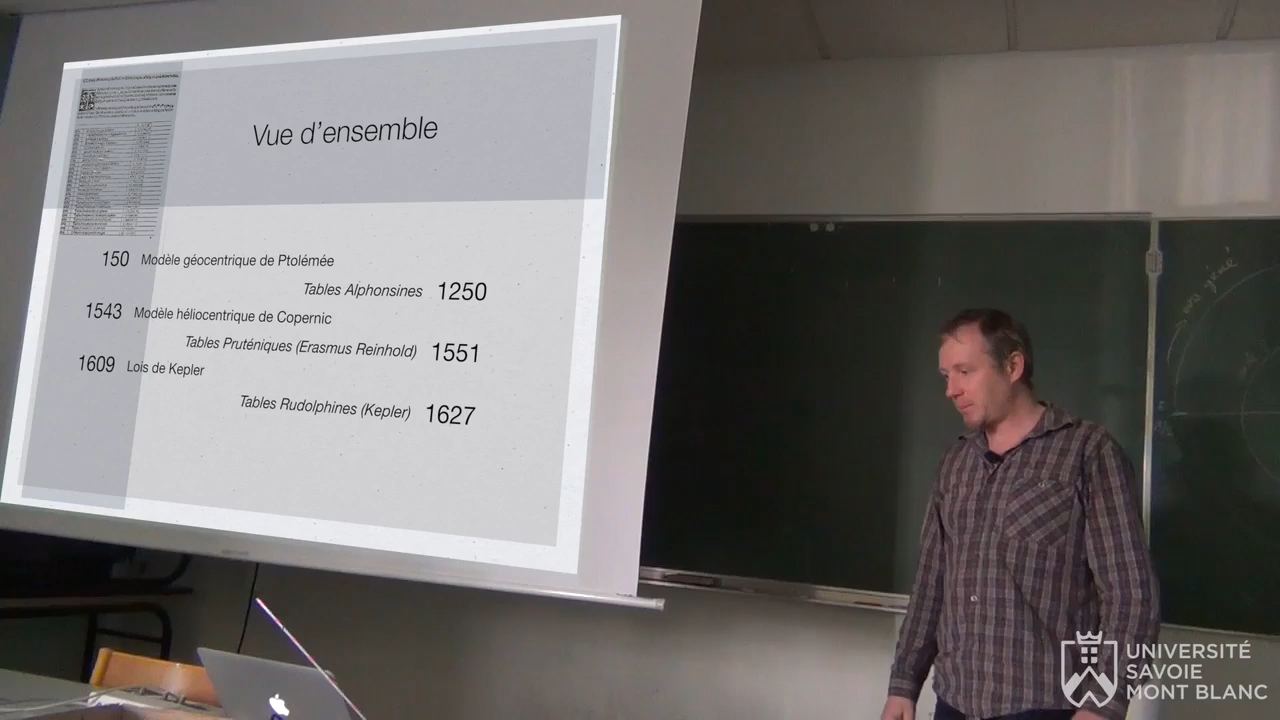 Vue d'ensemble
150 Modèle géocentrique de Ptolémée
Tables Alphonsines 1250
1543 Modèle héliocentrique de Copernic
Tables Pruténiques (Erasmus Reinhold) 1551
1609 Lois de Kepler
Tables Rudolphines (Kepler) 1627
UNIVERSITÉ
SAVOIE
MONT BLANC